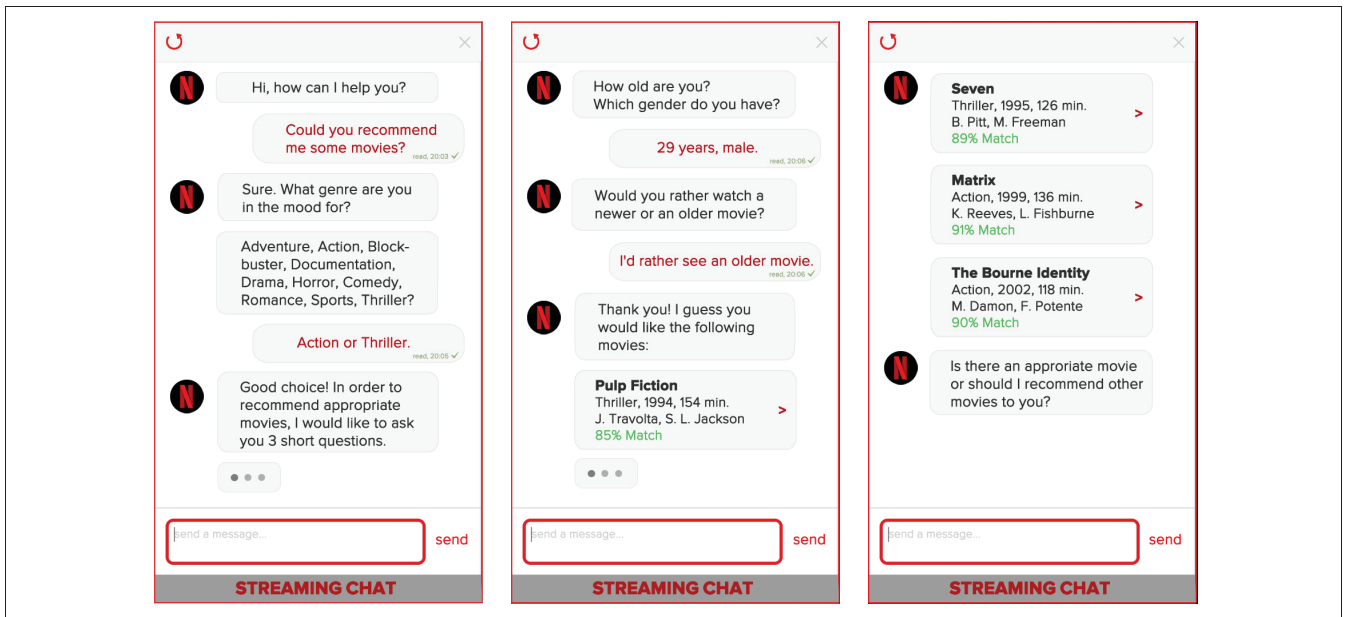 N
Hi, how can I help you?
Could you recommend
me some movies?
read, 20:03 ✓
N
Sure. What genre are you
in the mood for?
Adventure, Action, Block-
buster, Documentation,
Drama, Horror, Comedy,
Romance, Sports, Thriller?
Action or Thriller.
read, 20:05 ✓
N
Good choice! In order to
recommend appropriate
movies, I would like to ask
you 3 short questions.
send a message...
send
STREAMING CHAT
N
How old are you?
Which gender do you have?
29 years, male.
read, 20:06 ✓
N
Would you rather watch a
newer or an older movie?
I'd rather see an older movie.
read, 20:06 ✓
N
Thank you! I guess you
would like the following
movies:
Pulp Fiction
Thriller, 1994, 154 min.
J. Travolta, S. L. Jackson
85% Match
>
send a message...
send
STREAMING CHAT
N
Seven
Thriller, 1995, 126 min.
B. Pitt, M. Freeman
89% Match
>
Matrix
Action, 1999, 136 min.
K. Reeves, L. Fishburne
91% Match
>
The Bourne Identity
Action, 2002, 118 min.
M. Damon, F. Potente
90% Match
>
N
Is there an approriate movie
or should I recommend other
movies to you?
send a message...
send
STREAMING CHAT